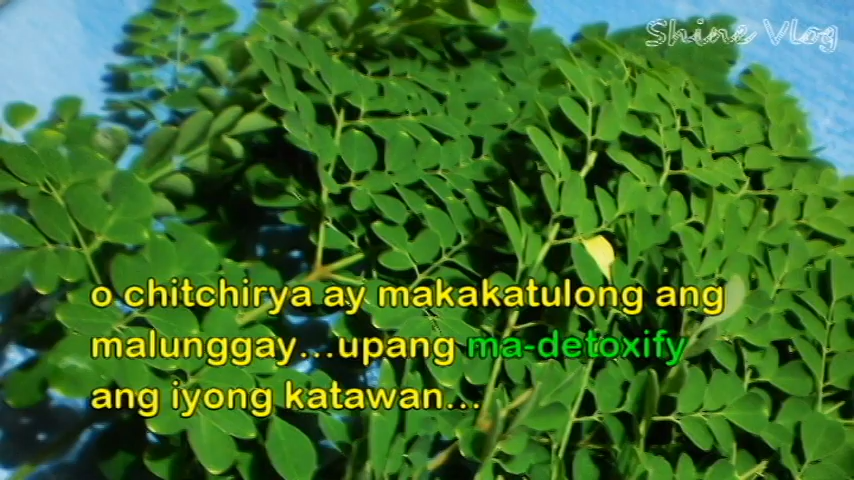 Shine Vlog
o chitchirya ay makakatulong ang
malunggay...upang ma-detoxify
ang iyong katawan...